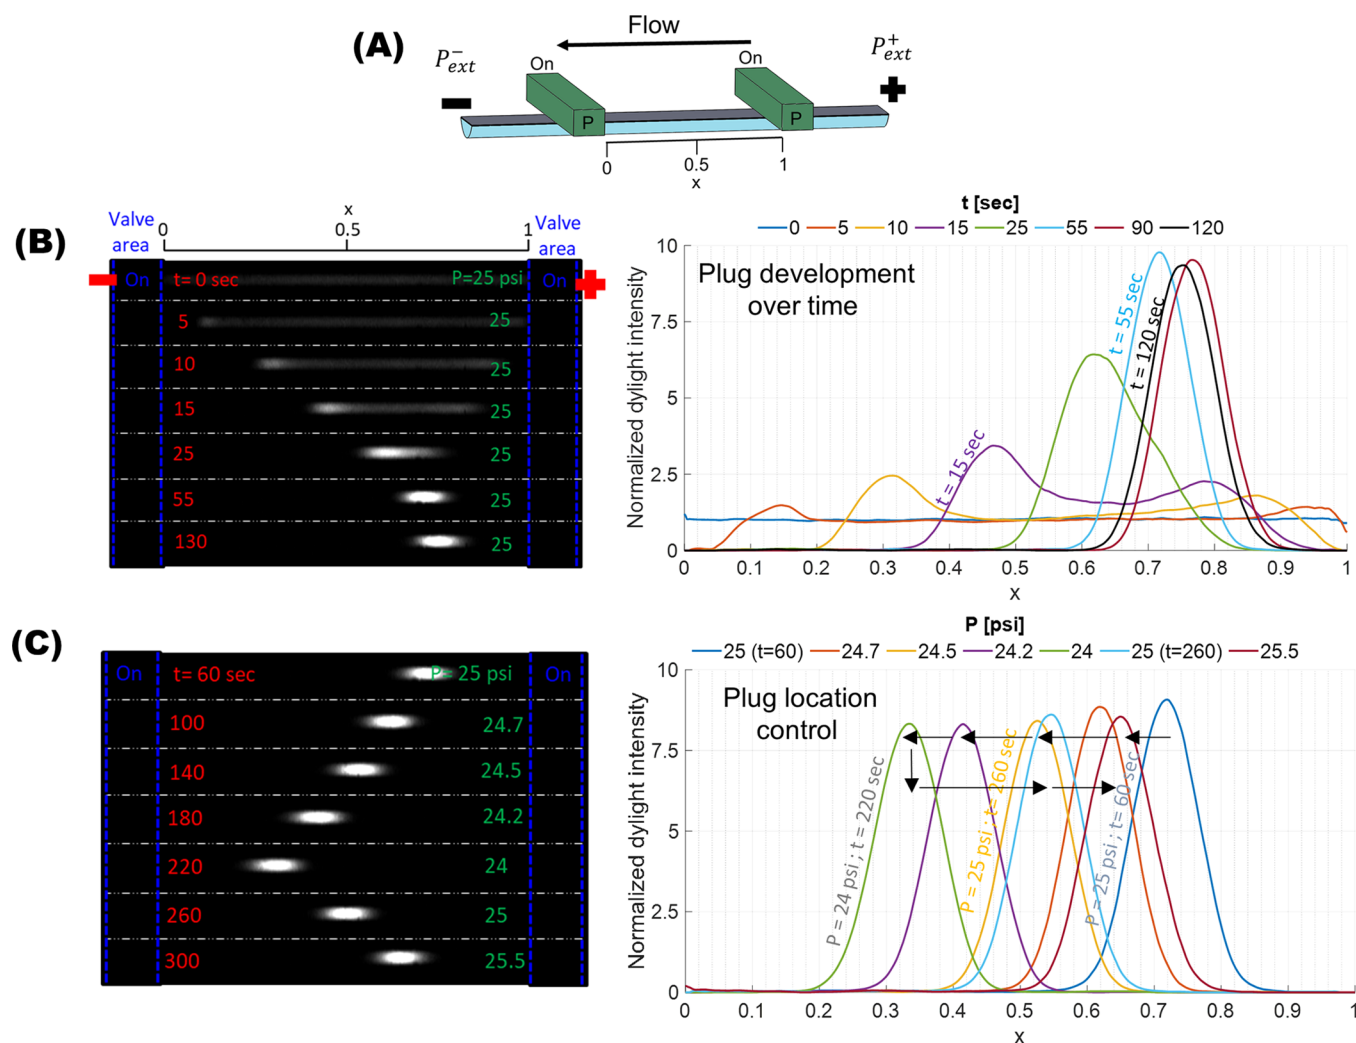 (A)
Flow
P⁻ext
P⁺ext
On
On
P
P
0
0.5
1
x
(B)
Valve
area
x
0
0.5
1
Valve
area
On
t= 0 sec
P=25 psi
On
5
25
10
25
15
25
25
25
55
25
130
25
t [sec]
0
5
10
15
25
55
90
120
Plug development
over time
Normalized dylight intensity
10
7.5
5
2.5
0
t = 15 sec
t = 55 sec
t = 120 sec
0 0.1 0.2 0.3 0.4 0.5 0.6 0.7 0.8 0.9 1
x
(C)
On
t= 60 sec
P= 25 psi
On
100
24.7
140
24.5
180
24.2
220
24
260
25
300
25.5
P [psi]
25 (t=60)
24.7
24.5
24.2
24
25 (t=260)
25.5
Plug location
control
Normalized dylight intensity
10
7.5
5
2.5
0
P = 24 psi ; t = 220 sec
P = 25 psi ; t= 260 sec
P = 25 psi ; t= 60 sec
0 0.1 0.2 0.3 0.4 0.5 0.6 0.7 0.8 0.9 1
x